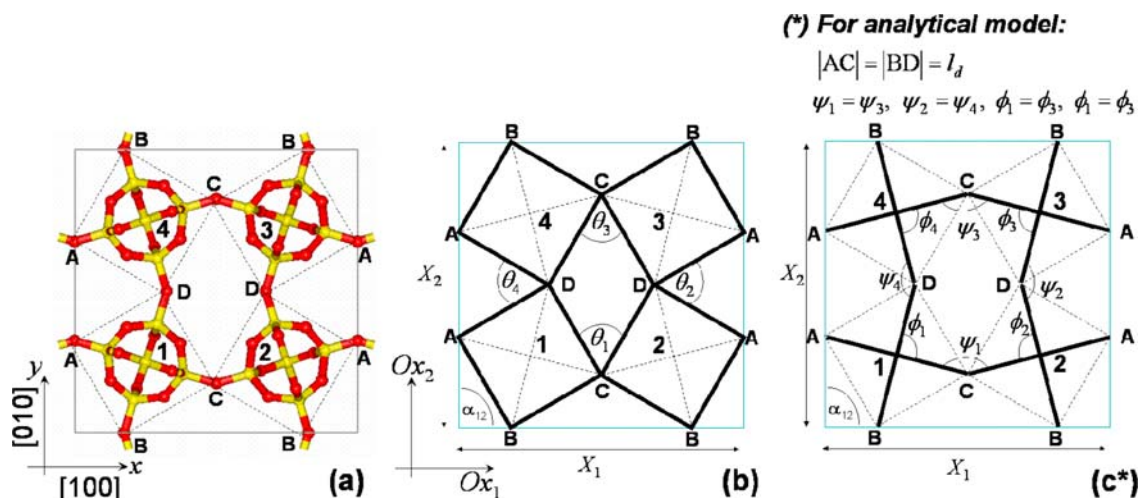 (*) For analytical model:
|AC| = |BD| = l_d
ψ₁ = ψ₃, ψ₂ = ψ₄, ϕ₁ = ϕ₃, ϕ₁ = ϕ₃
B B
C
4 3
A A
D D
1 2
A A
C
B B
y
[010]
x
[100]
(a)
B B
C
4 θ₃ 3
A A
X₂ θ₄ D D θ₂
A A
1 θ₁ 2
C
Ox₂
α₁₂
B B
X₁
Ox₁
(b)
B B
4 C 3
A ϕ₄ ψ₃ ϕ₃ A
X₂ ψ₄ D D ψ₂
ϕ₁ ϕ₂
A ψ₁ A
1 C 2
α₁₂
B B
X₁
(c*)